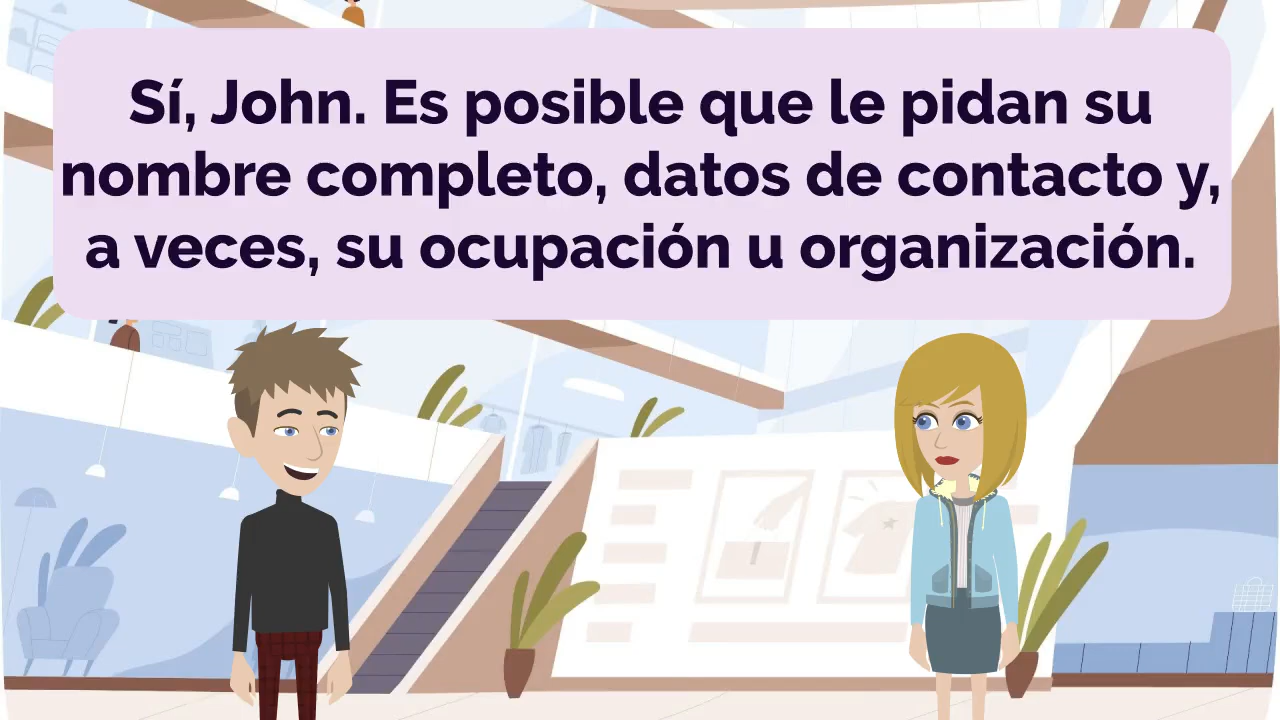 Sí, John. Es posible que le pidan su
nombre completo, datos de contacto y,
a veces, su ocupación u organización.